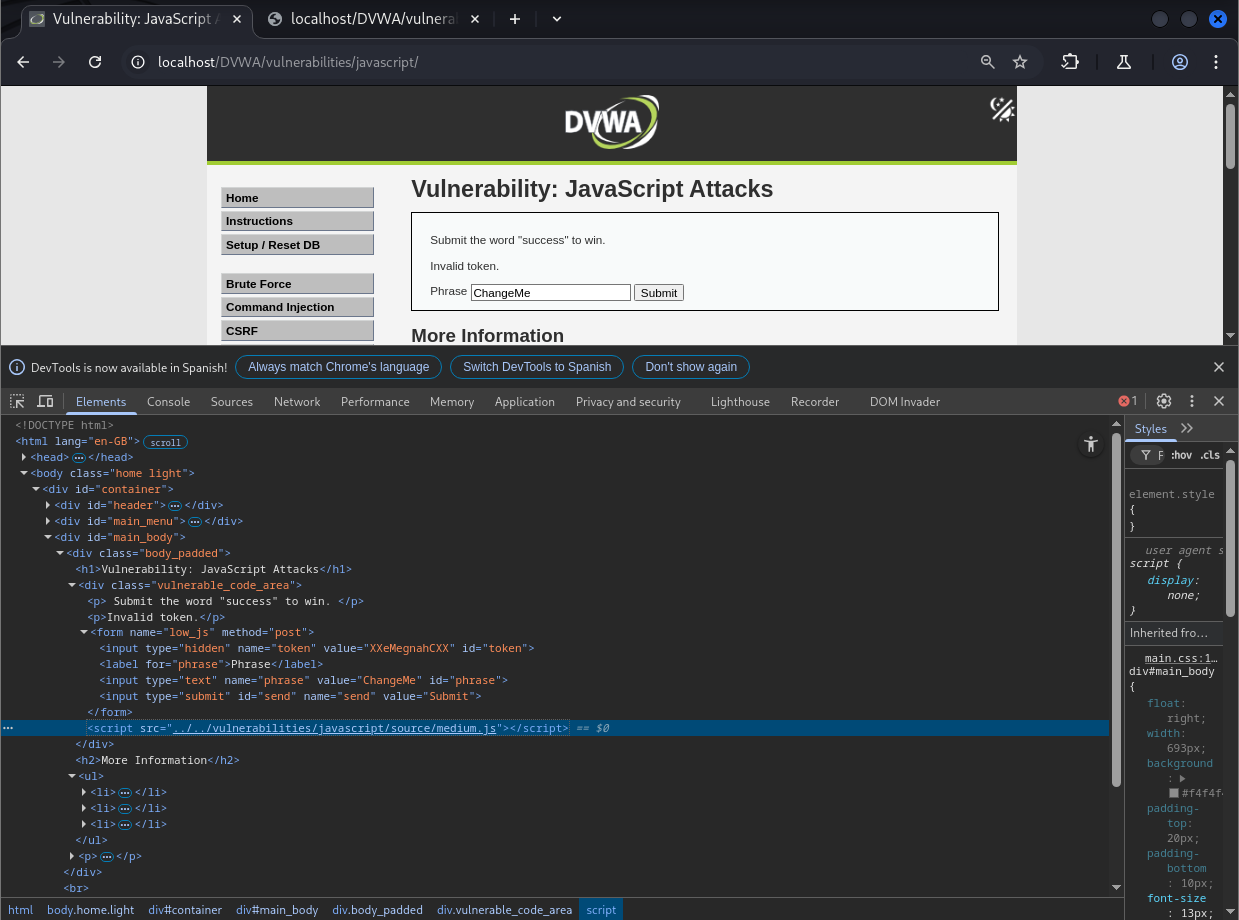 Vulnerability: JavaScript A
localhost/DVWA/vulnera
localhost/DVWA/vulnerabilities/javascript/
DVWA
Home
Instructions
Setup / Reset DB
Brute Force
Command Injection
CSRF
Vulnerability: JavaScript Attacks
Submit the word "success" to win.
Invalid token.
Phrase ChangeMe Submit
More Information
DevTools is now available in Spanish! Always match Chrome's language Switch DevTools to Spanish Don't show again
Elements Console Sources Network Performance Memory Application Privacy and security Lighthouse Recorder DOM Invader 1
<!DOCTYPE html>
<html lang="en-GB"> scroll
<head> … </head>
<body class="home light">
<div id="container">
<div id="header"> … </div>
<div id="main_menu"> … </div>
<div id="main_body">
<div class="body_padded">
<h1>Vulnerability: JavaScript Attacks</h1>
<div class="vulnerable_code_area">
<p> Submit the word "success" to win. </p>
<p>Invalid token.</p>
<form name="low_js" method="post">
<input type="hidden" name="token" value="XXeMegnahCXX" id="token">
<label for="phrase">Phrase</label>
<input type="text" name="phrase" value="ChangeMe" id="phrase">
<input type="submit" id="send" name="send" value="Submit">
</form>
… <script src="../../vulnerabilities/javascript/source/medium.js"></script> == $0
</div>
<h2>More Information</h2>
<ul>
<li> … </li>
<li> … </li>
<li> … </li>
</ul>
<p> … </p>
</div>
<br>
html body.home.light div#container div#main_body div.body_padded div.vulnerable_code_area script
Styles
F :hov .cls
element.style
{
}
user agent s
script {
display:
none;
}
Inherited fro…
main.css:1…
div#main_body
{
float:
right;
width:
693px;
background
:
#f4f4f
padding-
top:
20px;
padding-
bottom
: 10px;
font-size
: 13px;